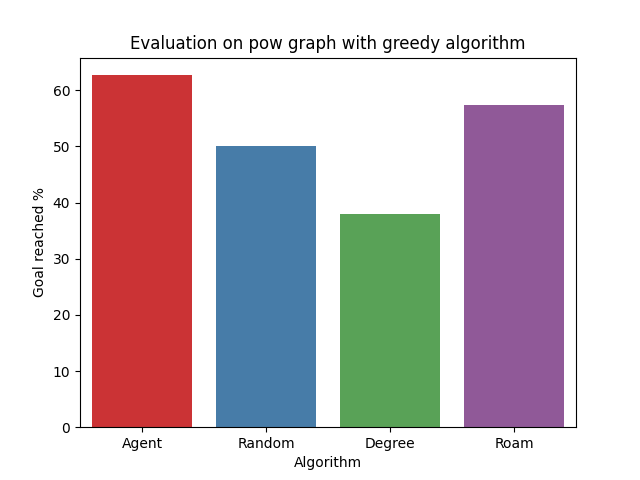 Evaluation on pow graph with greedy algorithm
Goal reached %
60
50
40
30
20
10
0
Agent Random Degree Roam
Algorithm